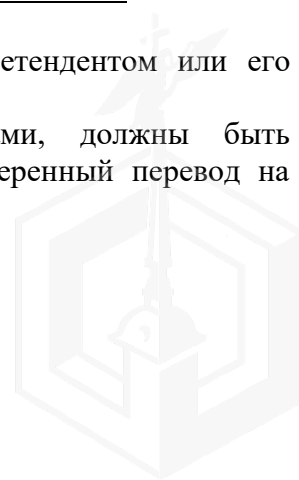 етендентом или его
ми, должны быть
еренный перевод на